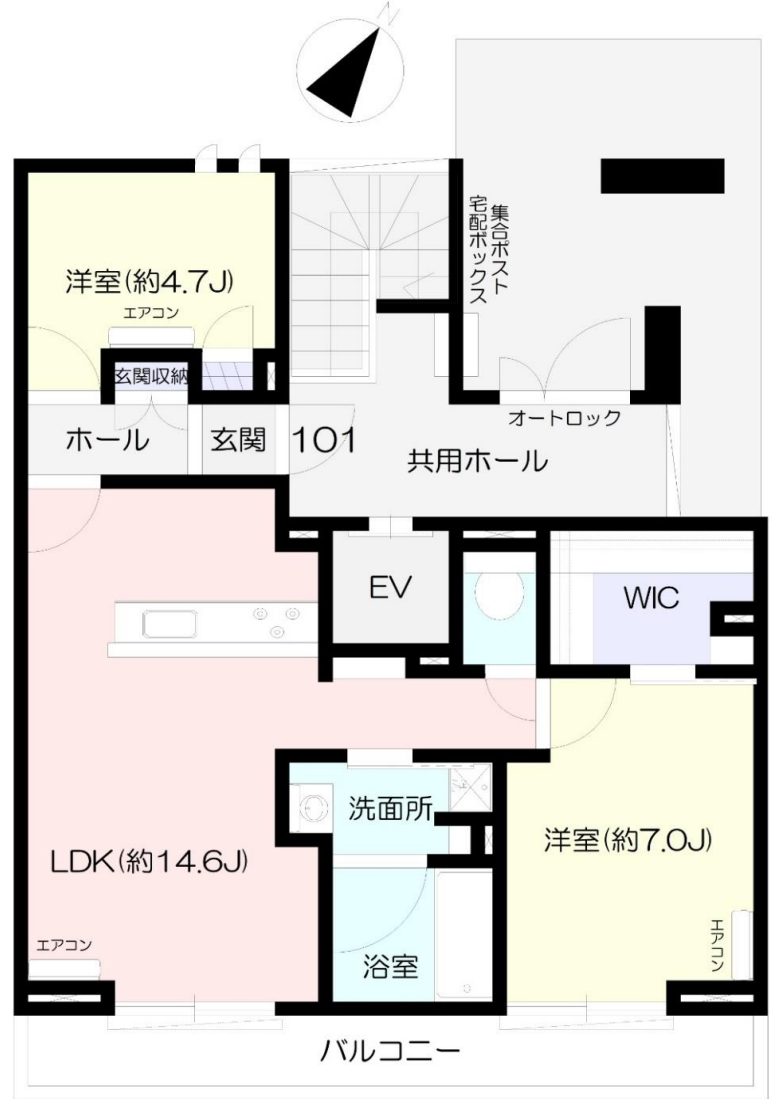 N
集合ポスト
宅配ボックス
洋室(約4.7J)
エアコン
玄関収納
オートロック
ホール
玄関
101
共用ホール
EV
WIC
洗面所
洋室(約7.0J)
LDK(約14.6J)
エアコン
エアコン
浴室
バルコニー